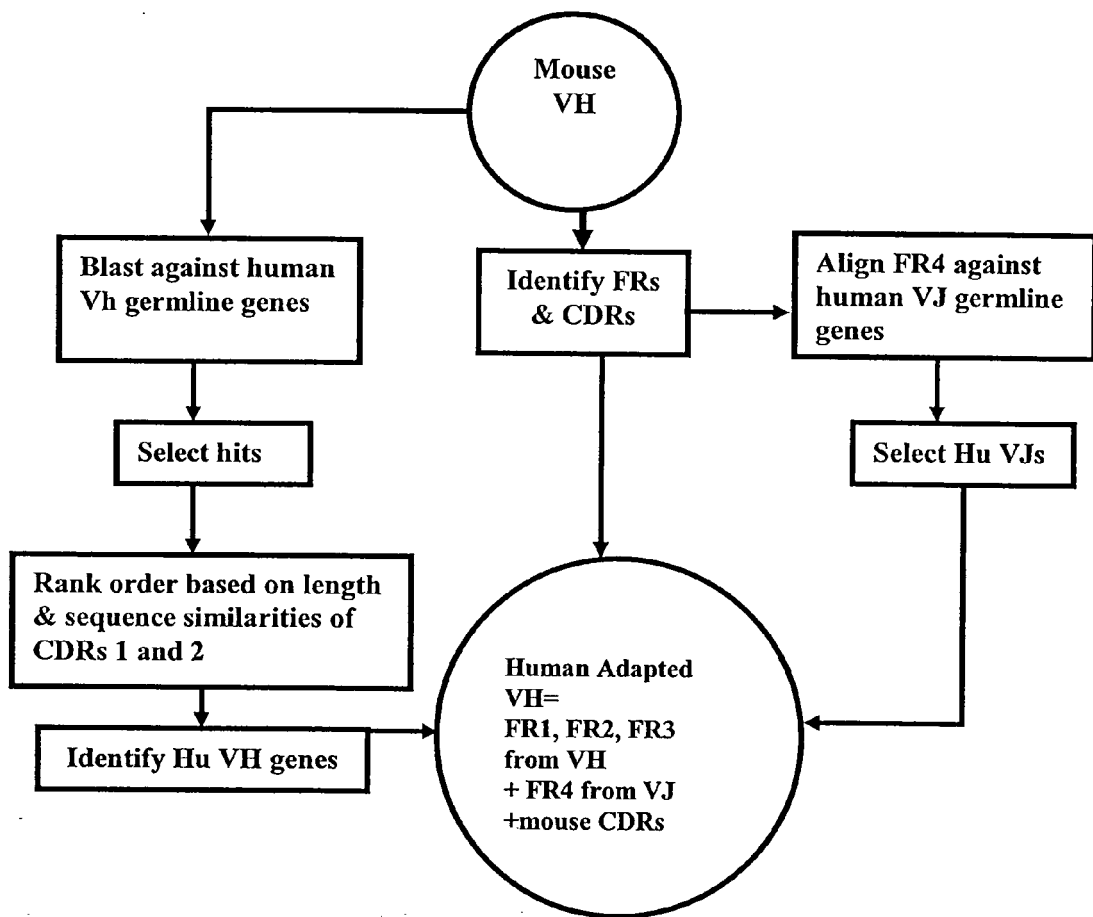 Mouse
VH
Blast against human
Vh germline genes
Identify FRs
& CDRs
Align FR4 against
human VJ germline
genes
Select hits
Select Hu VJs
Rank order based on length
& sequence similarities of
CDRs 1 and 2
Identify Hu VH genes
Human Adapted
VH=
FR1, FR2, FR3
from VH
+ FR4 from VJ
+mouse CDRs